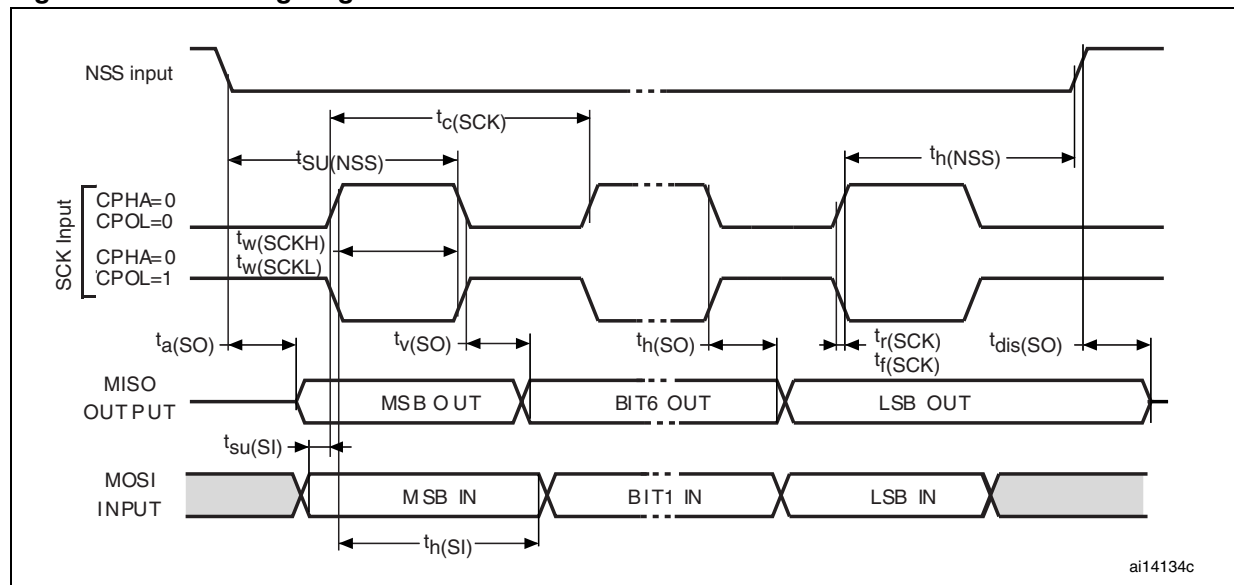 NSS input
tc(SCK)
tSU(NSS)
th(NSS)
SCK Input
CPHA=0
CPOL=0
tw(SCKH)
CPHA=0
tw(SCKL)
CPOL=1
ta(SO)
tv(SO)
th(SO)
tr(SCK)
tf(SCK)
tdis(SO)
MISO
OUTPUT
MSB OUT
BIT6 OUT
LSB OUT
tsu(SI)
MOSI
INPUT
MSB IN
BIT1 IN
LSB IN
th(SI)
ai14134c